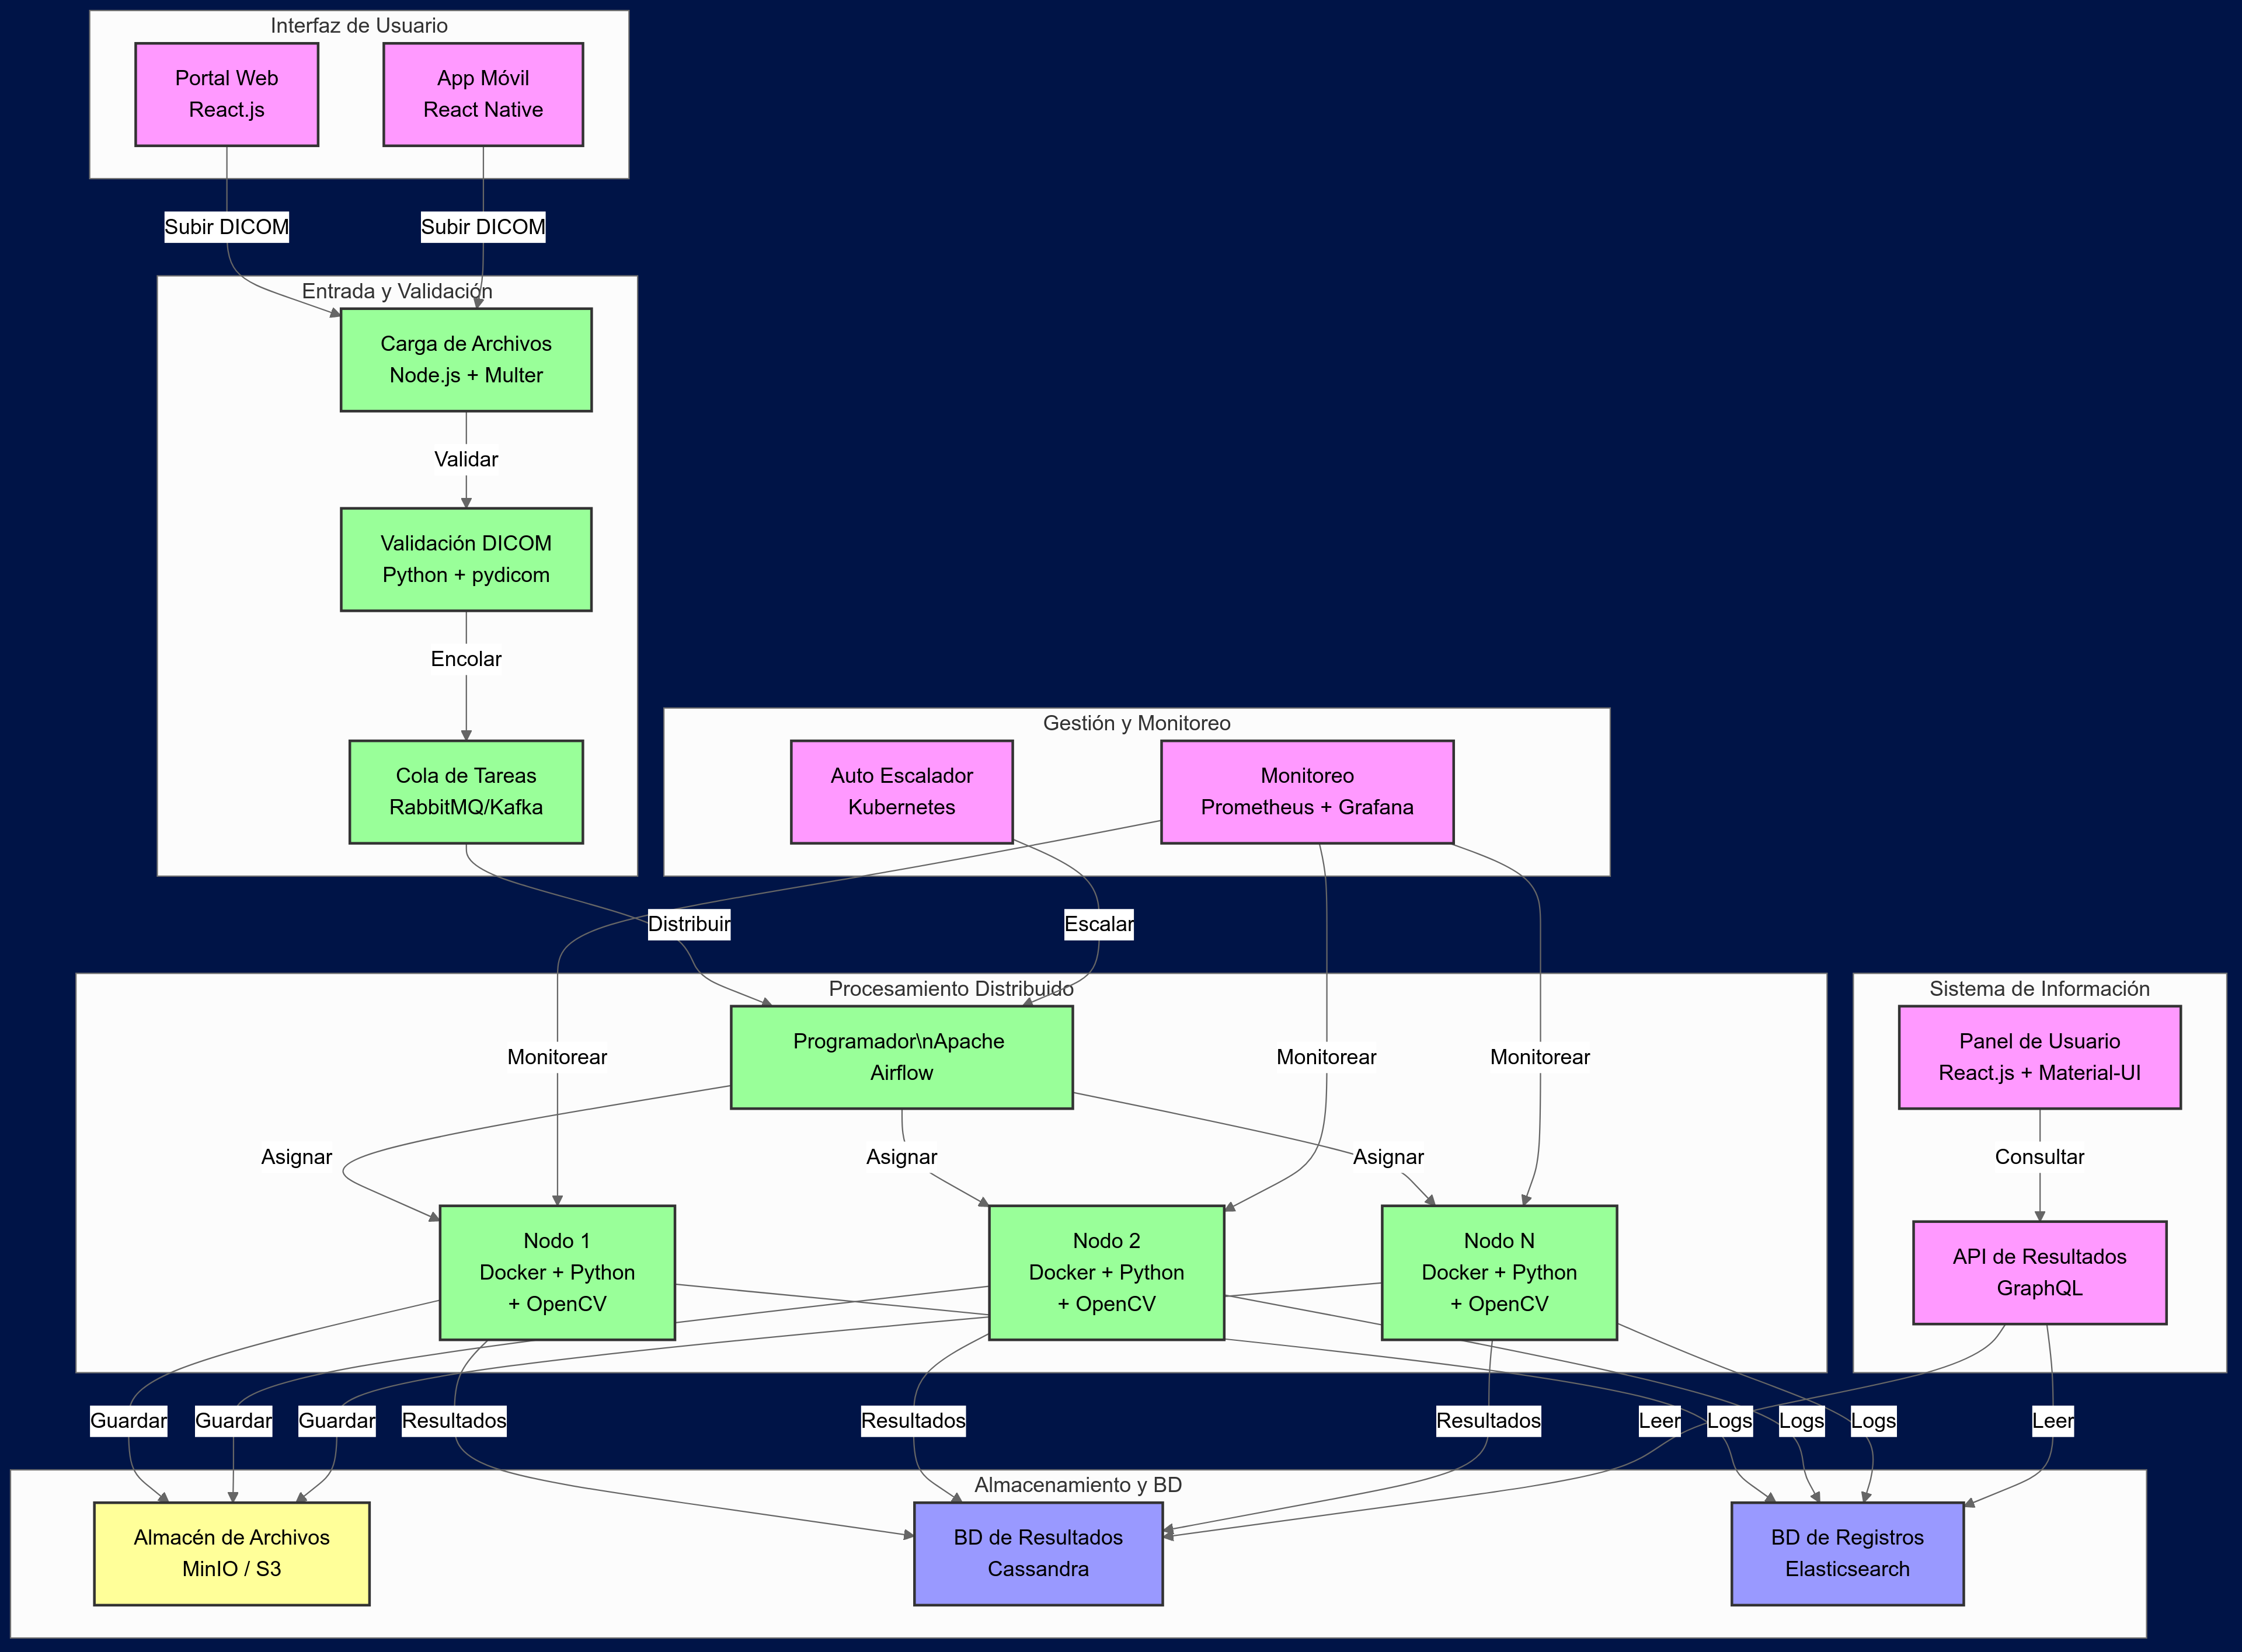 Interfaz de Usuario
Portal Web
React.js
App Móvil
React Native
Subir DICOM
Subir DICOM
Entrada y Validación
Carga de Archivos
Node.js + Multer
Validar
Validación DICOM
Python + pydicom
Encolar
Cola de Tareas
RabbitMQ/Kafka
Gestión y Monitoreo
Auto Escalador
Kubernetes
Monitoreo
Prometheus + Grafana
Distribuir
Escalar
Procesamiento Distribuido
Programador\nApache
Airflow
Monitorear
Monitorear
Monitorear
Asignar
Asignar
Asignar
Nodo 1
Docker + Python
+ OpenCV
Nodo 2
Docker + Python
+ OpenCV
Nodo N
Docker + Python
+ OpenCV
Sistema de Información
Panel de Usuario
React.js + Material-UI
Consultar
API de Resultados
GraphQL
Guardar
Guardar
Guardar
Resultados
Resultados
Resultados
Leer
Logs
Logs
Logs
Leer
Almacenamiento y BD
Almacén de Archivos
MinIO / S3
BD de Resultados
Cassandra
BD de Registros
Elasticsearch